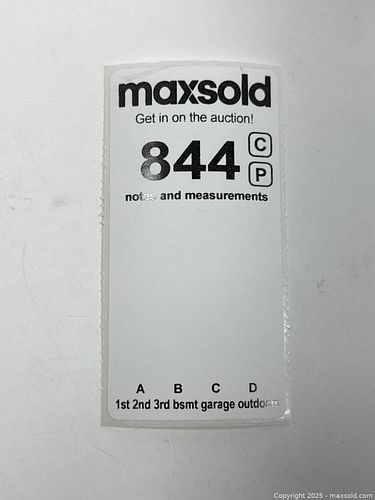 maxsold
Get in on the auction!
844 C
P
notes and measurements
A B C D
1st 2nd 3rd bsmt garage outdoor
Copyright 2025 - maxsold.com